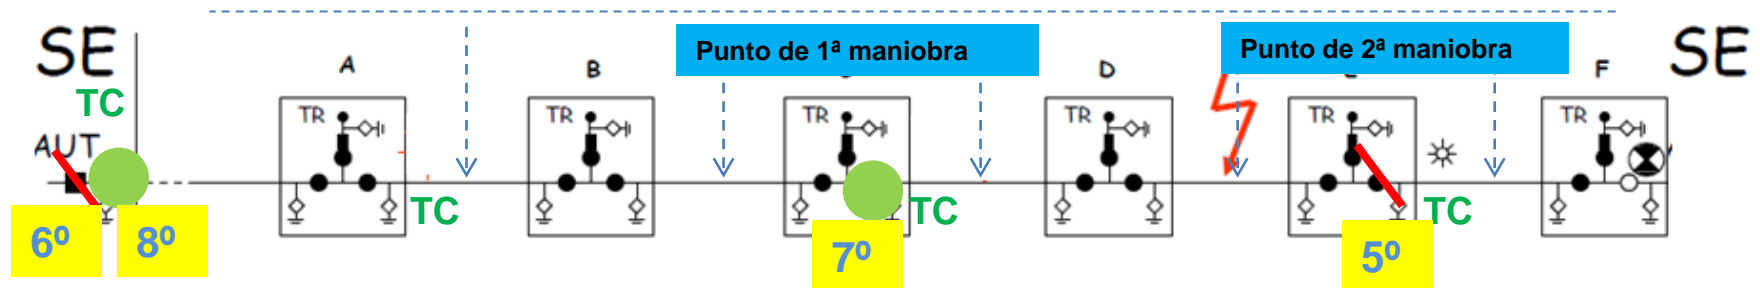 SE
SE
Punto de 1ª maniobra
Punto de 2ª maniobra
A
B
D
F
TC
TR
TR
TR
TR
TR
TR
AUT
TC
TC
TC
6º
8º
7º
5º